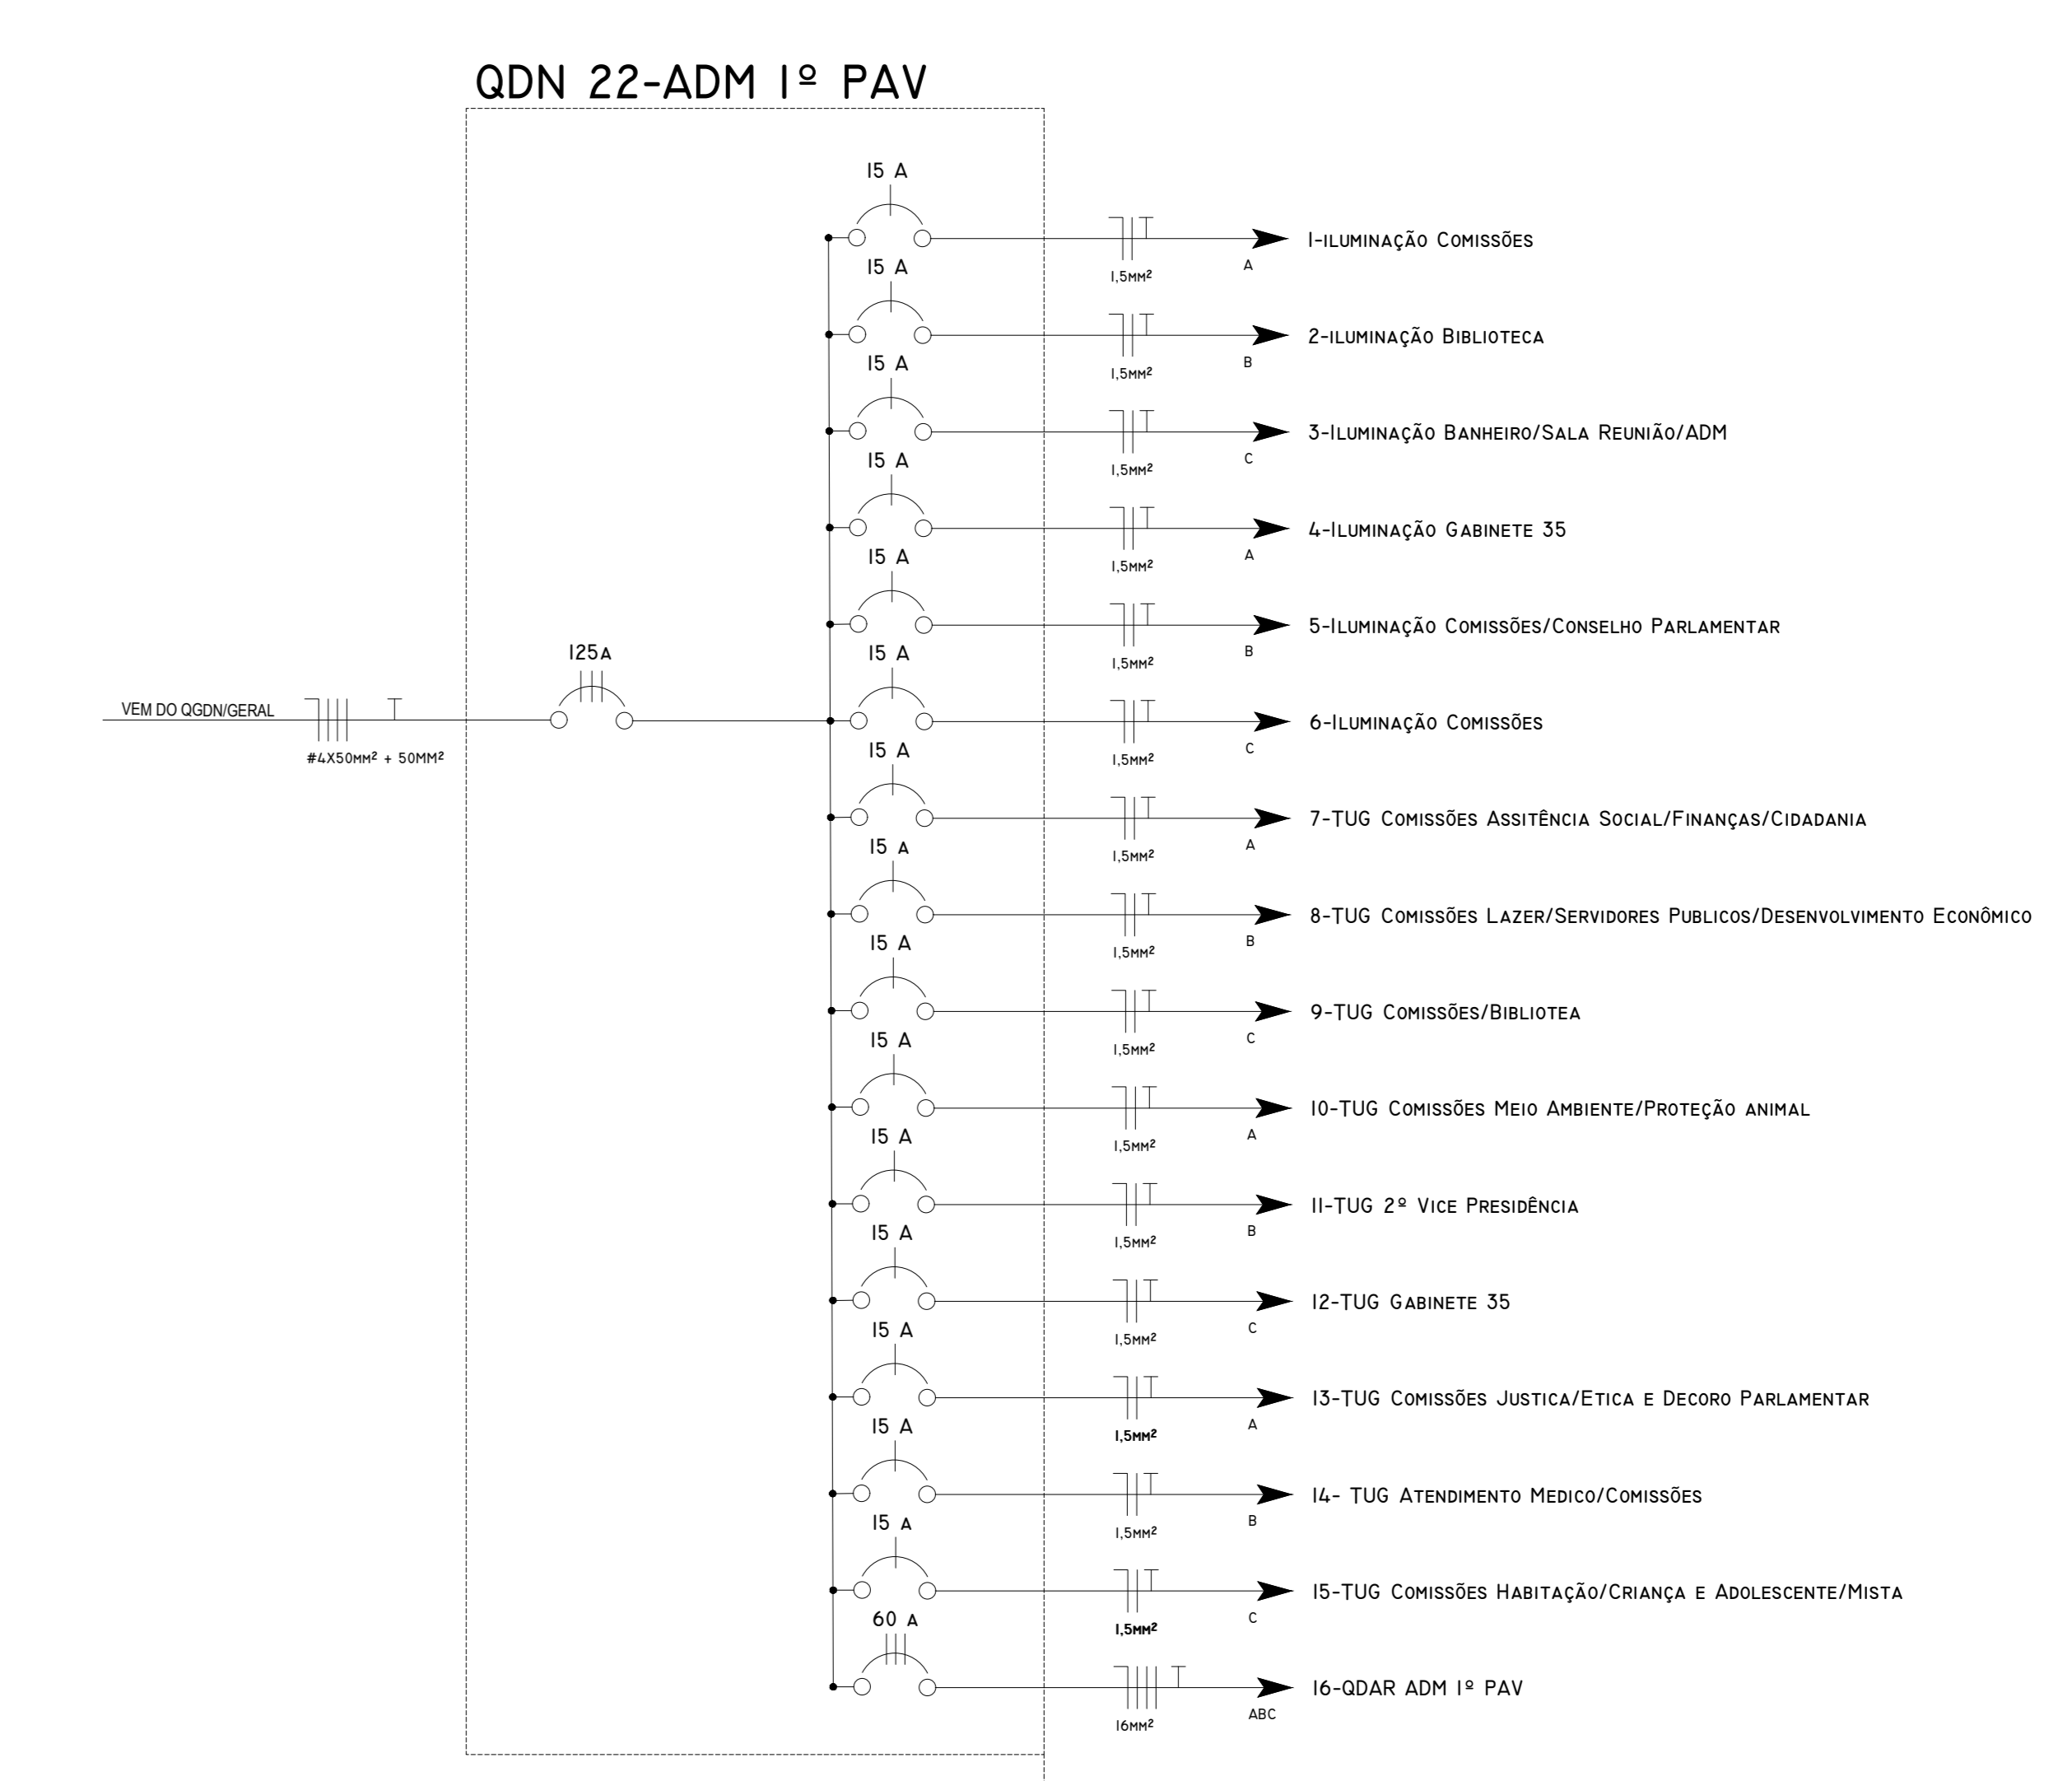 QDN 22-ADM 1º PAV
15 A
1-iluminação Comissões
1,5mm²
A
15 A
2-iluminação Biblioteca
1,5mm²
B
15 A
3-Iluminação Banheiro/Sala Reunião/ADM
1,5mm²
C
15 A
4-Iluminação Gabinete 35
1,5mm²
A
15 A
5-Iluminação Comissões/Conselho Parlamentar
1,5mm²
B
VEM DO QGDN/GERAL
#4X50mm² + 50MM²
125A
15 A
6-Iluminação Comissões
1,5mm²
C
15 A
7-TUG Comissões Assitência Social/Finanças/Cidadania
1,5mm²
A
15 A
8-TUG Comissões Lazer/Servidores Publicos/Desenvolvimento Econômico
1,5mm²
B
15 A
9-TUG Comissões/Bibliotea
1,5mm²
C
15 A
10-TUG Comissões Meio Ambiente/Proteção animal
1,5mm²
A
15 A
11-TUG 2º Vice Presidência
1,5mm²
B
15 A
12-TUG Gabinete 35
1,5mm²
C
15 A
13-TUG Comissões Justica/Etica e Decoro Parlamentar
1,5mm²
A
15 A
14- TUG Atendimento Medico/Comissões
1,5mm²
B
15 A
15-TUG Comissões Habitação/Criança e Adolescente/Mista
1,5mm²
C
60 A
16-QDAR ADM 1º PAV
16mm²
ABC